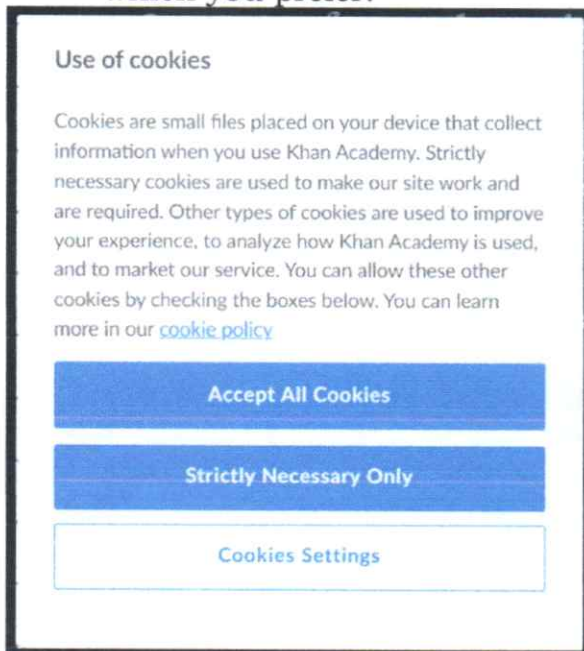 when you prefer.
Use of cookies
Cookies are small files placed on your device that collect
information when you use Khan Academy. Strictly
necessary cookies are used to make our site work and
are required. Other types of cookies are used to improve
your experience, to analyze how Khan Academy is used,
and to market our service. You can allow these other
cookies by checking the boxes below. You can learn
more in our cookie policy
Accept All Cookies
Strictly Necessary Only
Cookies Settings